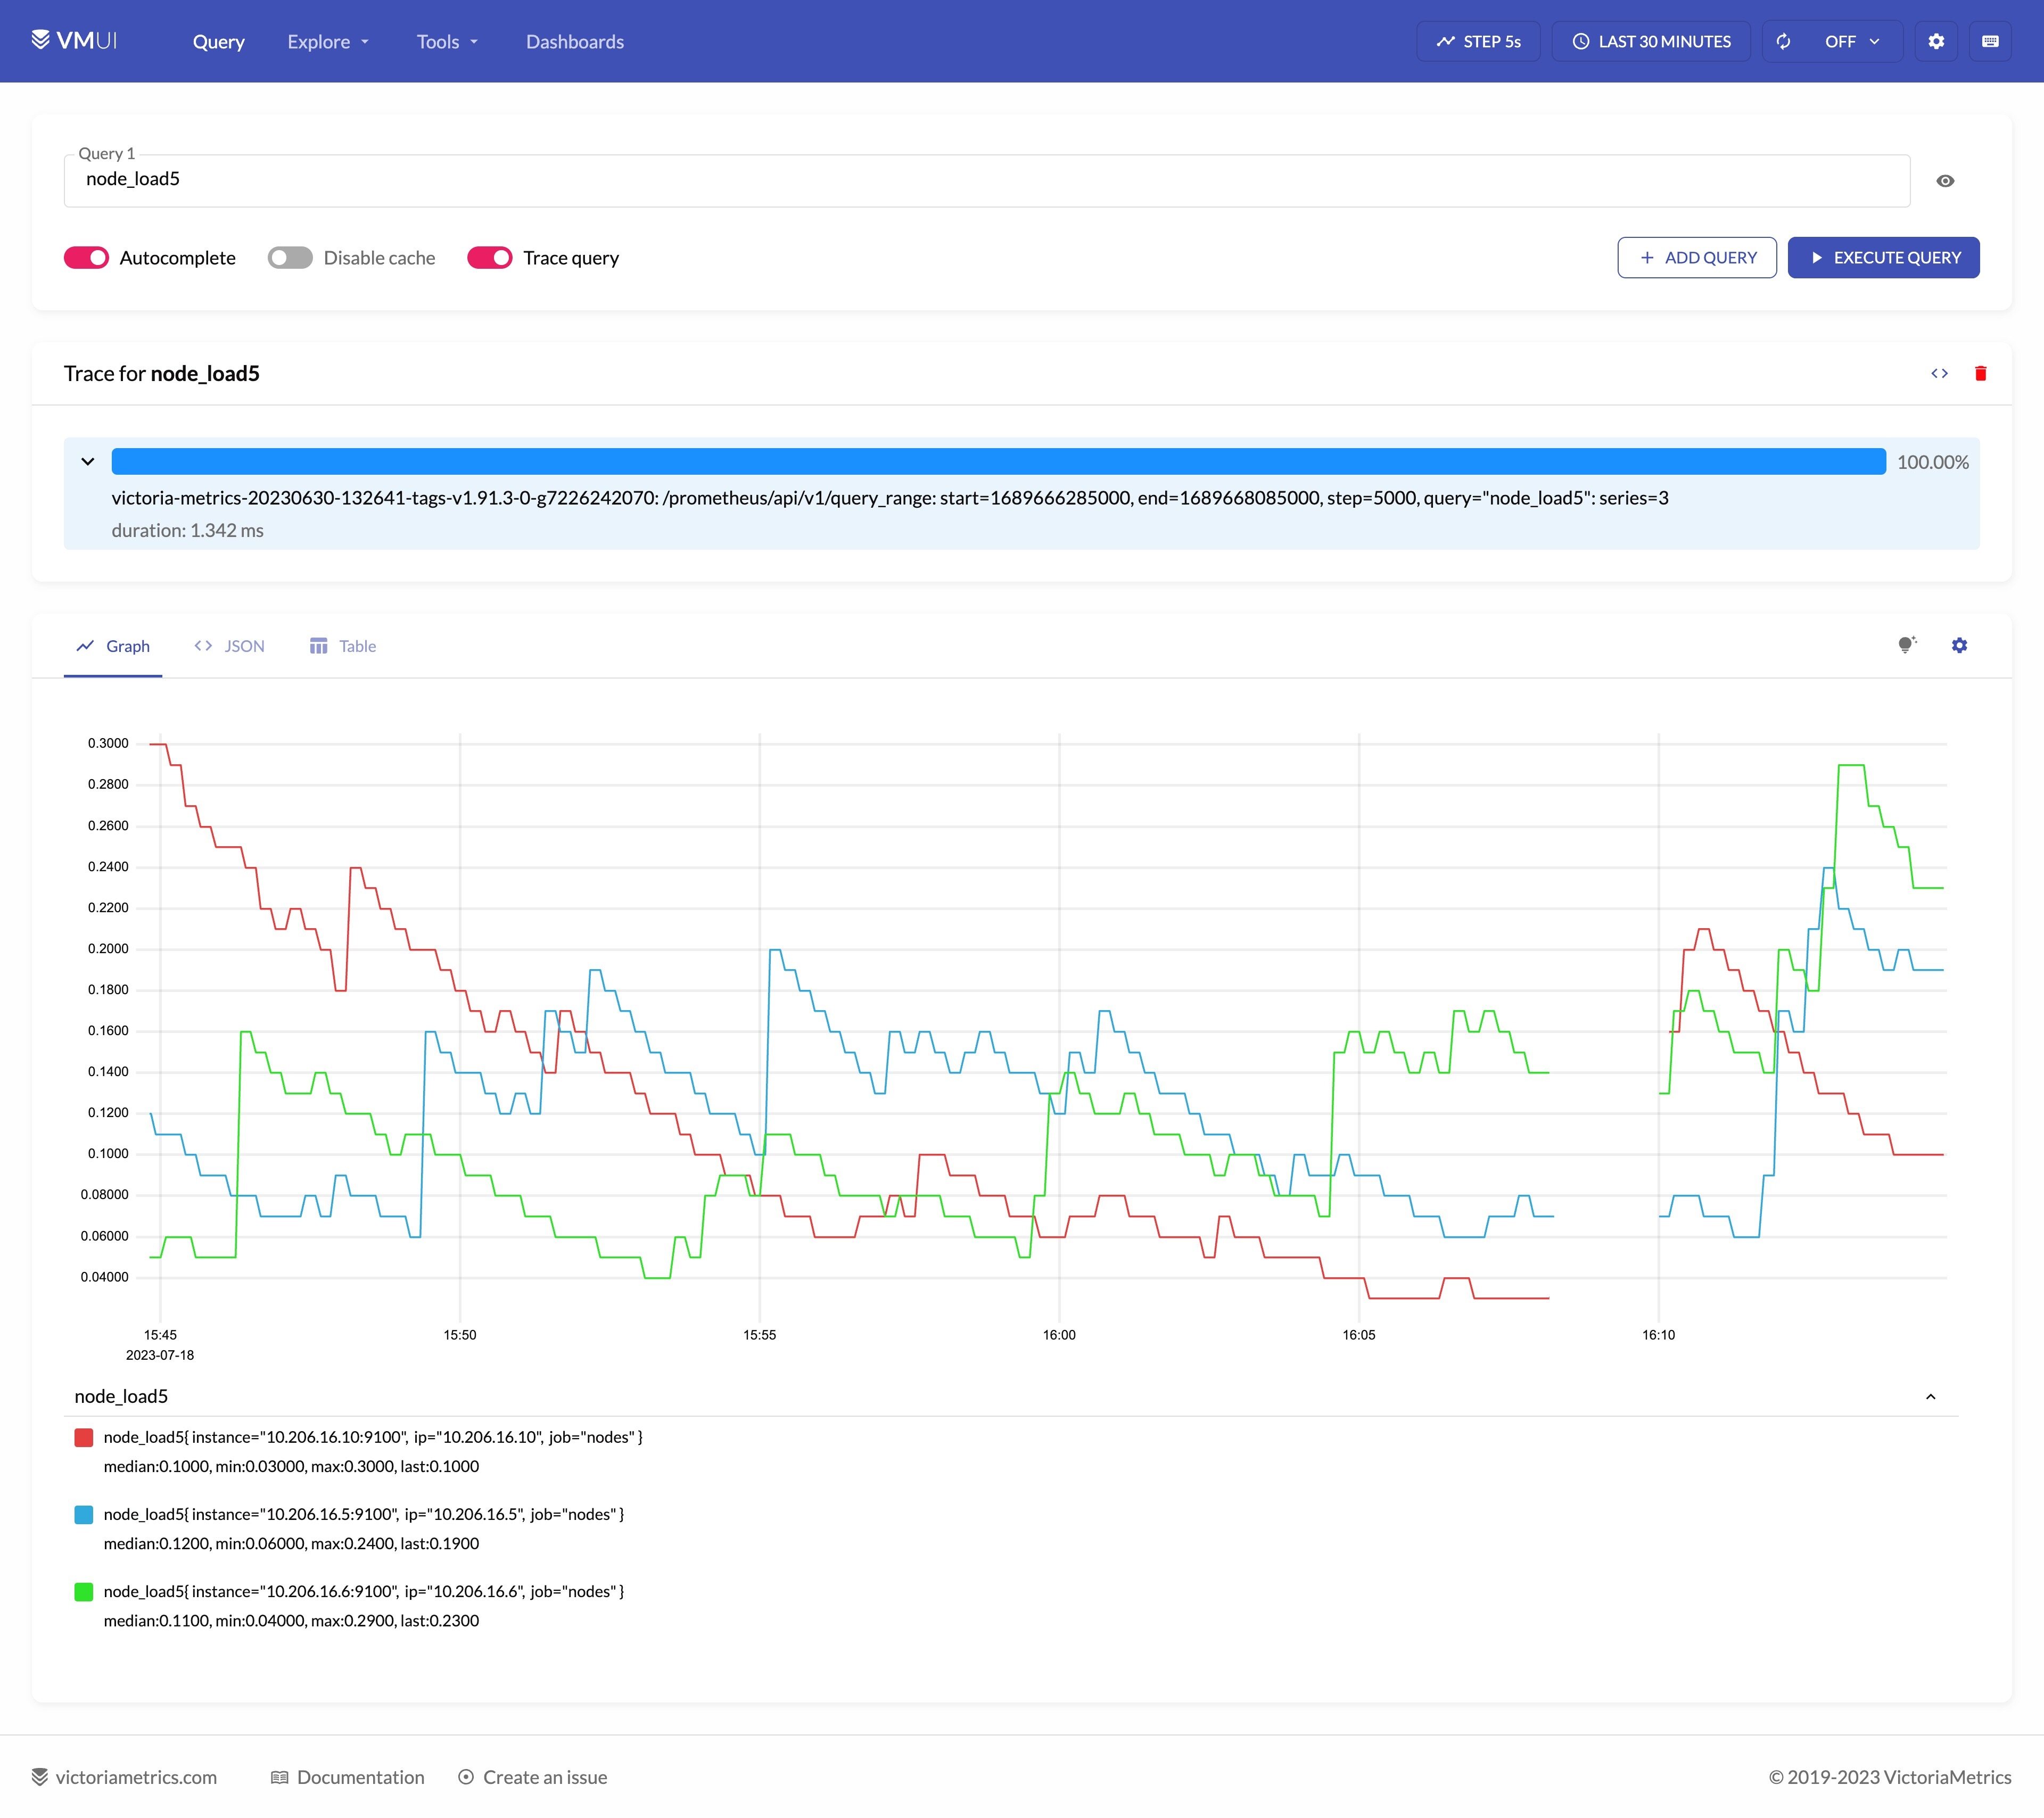 VMUI Query Explore Tools Dashboards STEP 5s LAST 30 MINUTES OFF
Query 1
node_load5
Autocomplete Disable cache Trace query ADD QUERY EXECUTE QUERY
Trace for node_load5
100.00%
victoria-metrics-20230630-132641-tags-v1.91.3-0-g7226242070: /prometheus/api/v1/query_range: start=1689666285000, end=1689668085000, step=5000, query="node_load5": series=3
duration: 1.342 ms
Graph JSON Table
0.3000
0.2800
0.2600
0.2400
0.2200
0.2000
0.1800
0.1600
0.1400
0.1200
0.1000
0.08000
0.06000
0.04000
15:45 15:50 15:55 16:00 16:05 16:10
2023-07-18
node_load5
node_load5{ instance="10.206.16.10:9100", ip="10.206.16.10", job="nodes" }
median:0.1000, min:0.03000, max:0.3000, last:0.1000
node_load5{ instance="10.206.16.5:9100", ip="10.206.16.5", job="nodes" }
median:0.1200, min:0.06000, max:0.2400, last:0.1900
node_load5{ instance="10.206.16.6:9100", ip="10.206.16.6", job="nodes" }
median:0.1100, min:0.04000, max:0.2900, last:0.2300
victoriametrics.com Documentation Create an issue © 2019-2023 VictoriaMetrics